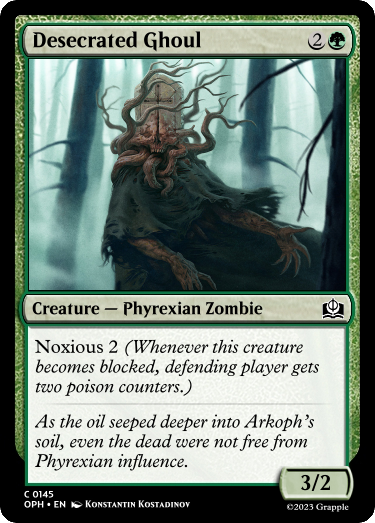 Desecrated Ghoul 2
Creature — Phyrexian Zombie
Noxious 2 (Whenever this creature
becomes blocked, defending player gets
two poison counters.)
As the oil seeped deeper into Arkoph's
soil, even the dead were not free from
Phyrexian influence.
3/2
C 0145
OPH • EN Konstantin Kostadinov
©2023 Grapple